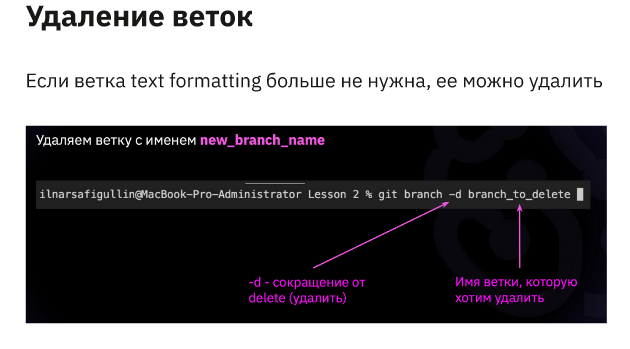 Удаление веток
Если ветка text formatting больше не нужна, ее можно удалить
Удаляем ветку с именем new_branch_name
ilnarsafigullin@MacBook-Pro-Administrator Lesson 2 % git branch -d branch_to_delete
-d - сокращение от
delete (удалить)
Имя ветки, которую
хотим удалить